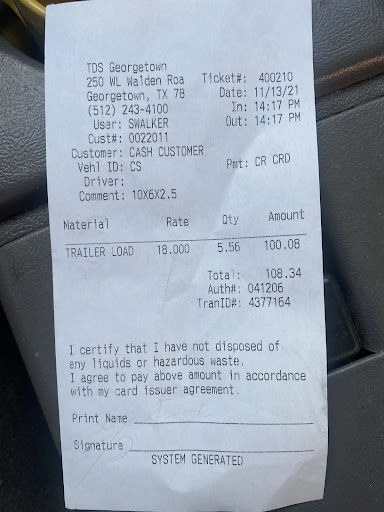 TDS Georgetown
250 WL Walden Roa Ticket#: 400210
Georgetown, TX 78 Date: 11/13/21
(512) 243-4100 In: 14:17 PM
User: SWALKER Out: 14:17 PM
Cust#: 0022011
Customer: CASH CUSTOMER
Vehl ID: CS Pmt: CR CRD
Driver:
Comment: 10X6X2.5
Material Rate Qty Amount
TRAILER LOAD 18.000 5.56 100.08
Total: 108.34
Auth#: 041206
TranID#: 4377164
I certify that I have not disposed of
any liquids or hazardous waste.
I agree to pay above amount in accordance
with my card issuer agreement.
Print Name
Signature
SYSTEM GENERATED